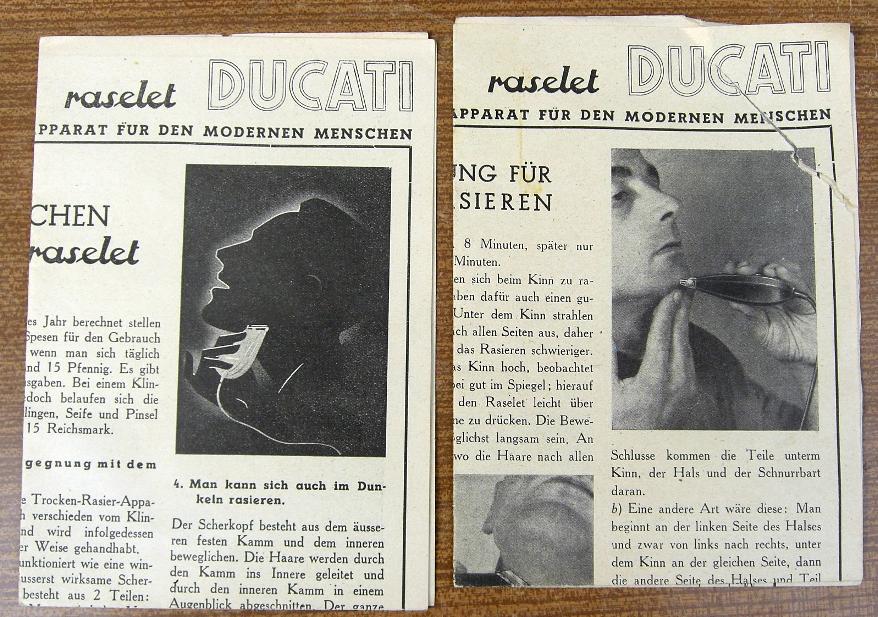 raselet DUCATI
APPARAT FÜR DEN MODERNEN MENSCHEN
CHEN
raselet
es Jahr berechnet stellen
Spesen für den Gebrauch
wenn man sich täglich
nd 15 Pfennig. Es gibt
sgaben. Bei einem Klin-
doch belaufen sich die
lingen, Seife und Pinsel
15 Reichsmark.
gegnung mit dem
e Trocken-Rasier-Appa-
h verschieden vom Klin-
nd wird infolgedessen
er Weise gehandhabt.
unktioniert wie eine win-
usserst wirksame Scher-
besteht aus 2 Teilen:
4. Man kann sich auch im Dun-
keln rasieren.
Der Scherkopf besteht aus dem äusse-
ren festen Kamm und dem inneren
beweglichen. Die Haare werden durch
den Kamm ins Innere geleitet und
durch den inneren Kamm in einem
Augenblick abgeschnitten. Der ganze
raselet DUCATI
APPARAT FÜR DEN MODERNEN MENSCHEN
UNG FÜR
SIEREN
8 Minuten, später nur
Minuten.
en sich beim Kinn zu ra-
ben dafür auch einen gu-
Unter dem Kinn strahlen
ch allen Seiten aus, daher
das Rasieren schwieriger.
as Kinn hoch, beobachtet
ei gut im Spiegel; hierauf
den Raselet leicht über
ne zu drücken. Die Bewe-
glichst langsam sein. An
wo die Haare nach allen
Schlusse kommen die Teile unterm
Kinn, der Hals und der Schnurrbart
daran.
b) Eine andere Art wäre diese: Man
beginnt an der linken Seite des Halses
und zwar von links nach rechts, unter
dem Kinn an der gleichen Seite, dann
die andere Seite des Halses und Teil